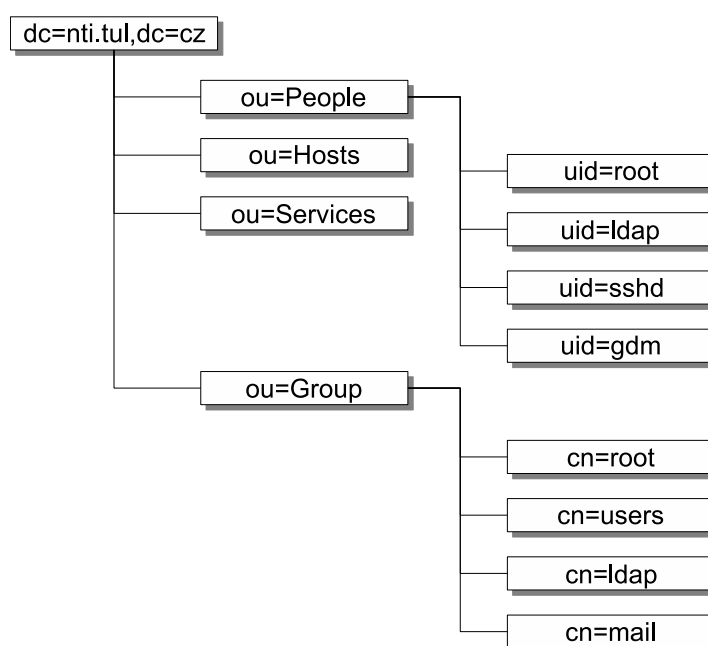 dc=nti.tul,dc=cz
ou=People
ou=Hosts
ou=Services
uid=root
uid=ldap
uid=sshd
uid=gdm
ou=Group
cn=root
cn=users
cn=ldap
cn=mail